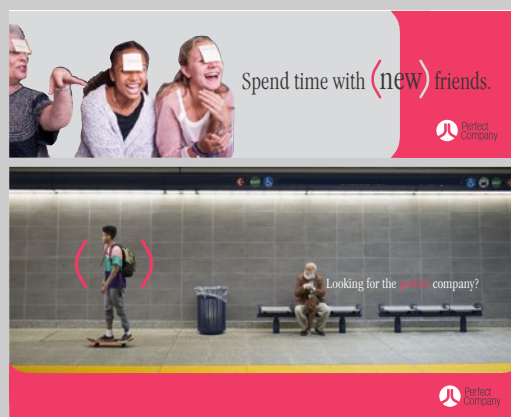 Spend time with (new) friends.
Perfect
Company
Looking for the perfect company?
Perfect
Company